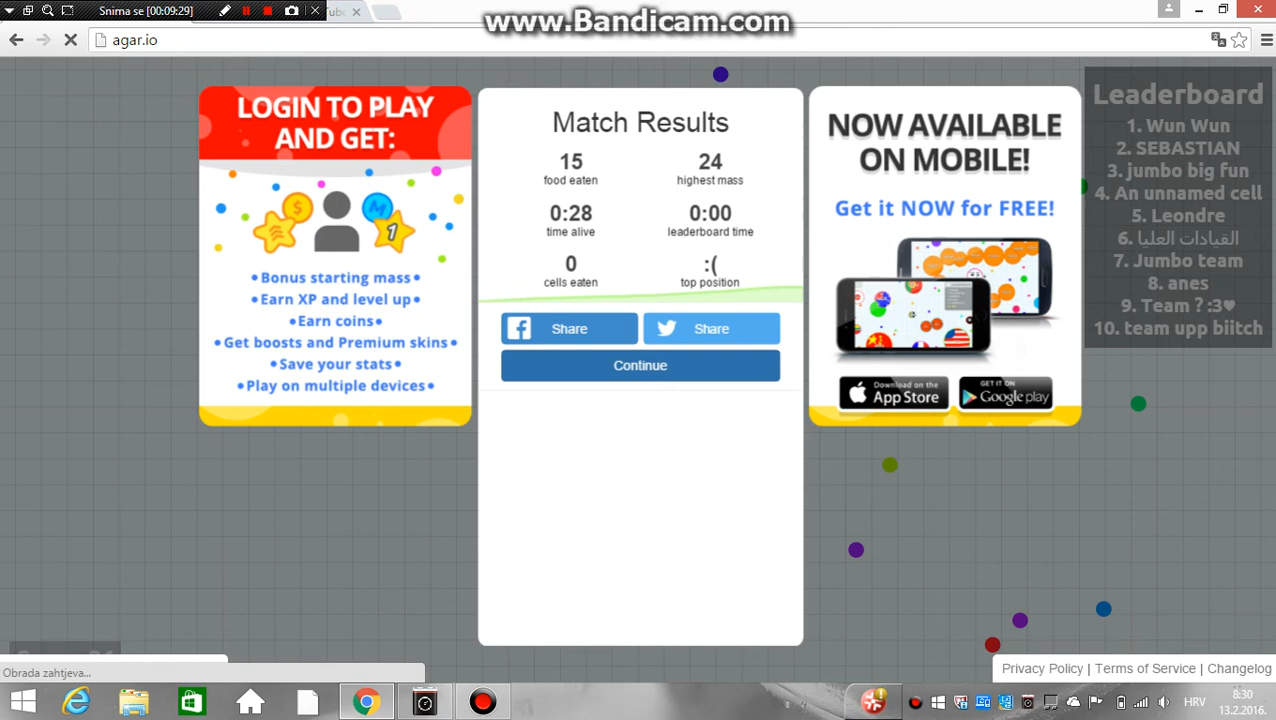 Snima se [00:09:29]
www.Bandicam.com
agar.io
LOGIN TO PLAY
AND GET:
•Bonus starting mass•
•Earn XP and level up•
•Earn coins•
•Get boosts and Premium skins•
•Save your stats•
•Play on multiple devices•
Match Results
15
food eaten
24
highest mass
0:28
time alive
0:00
leaderboard time
0
cells eaten
:(
top position
Share
Share
Continue
NOW AVAILABLE
ON MOBILE!
Get it NOW for FREE!
Download on the
App Store
GET IT ON
Google play
Leaderboard
1. Wun Wun
2. SEBASTIAN
3. jumbo big fun
4. An unnamed cell
5. Leondre
6. القيادات العليا
7. Jumbo team
8. anes
9. Team ? :3♥
10. team upp biitch
Obrada zahtjeva...
Privacy Policy | Terms of Service | Changelog
HRV
8:30
13.2.2016.